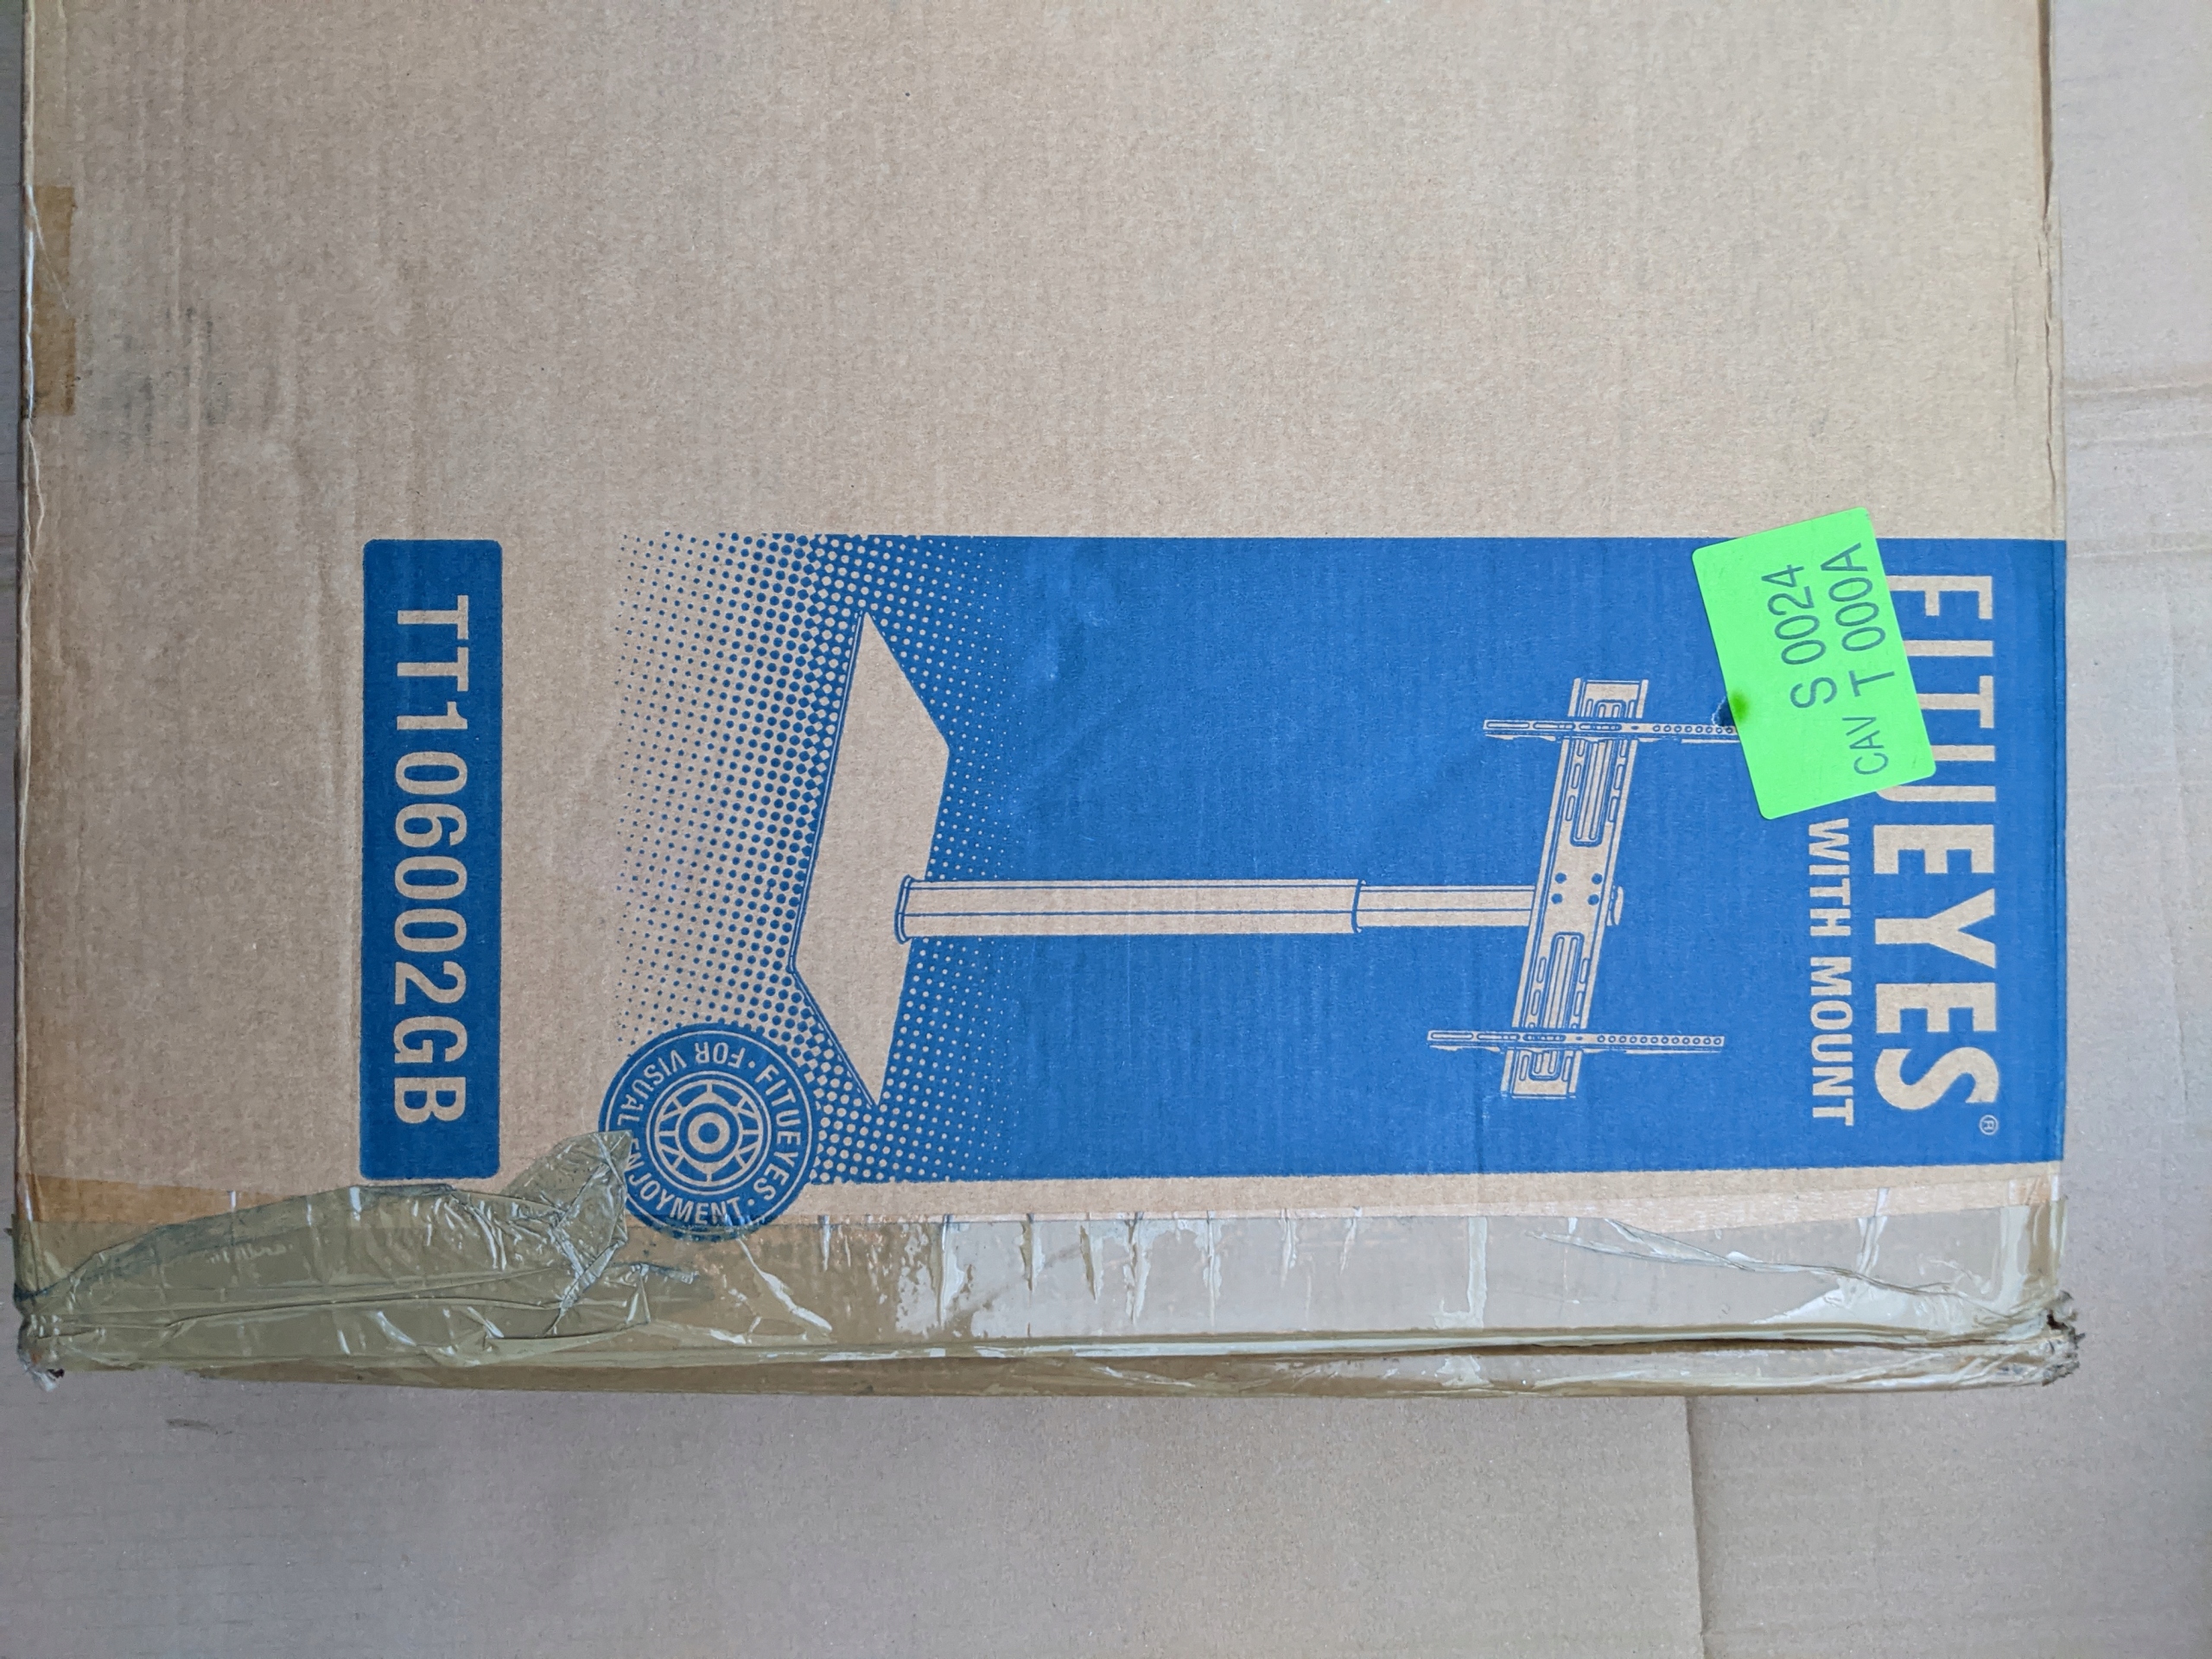 FITUEYES®
WITH MOUNT
S 0024
CAV T 000A
FITUEYES · FOR VISUAL ENJOYMENT ·
TT106002GB